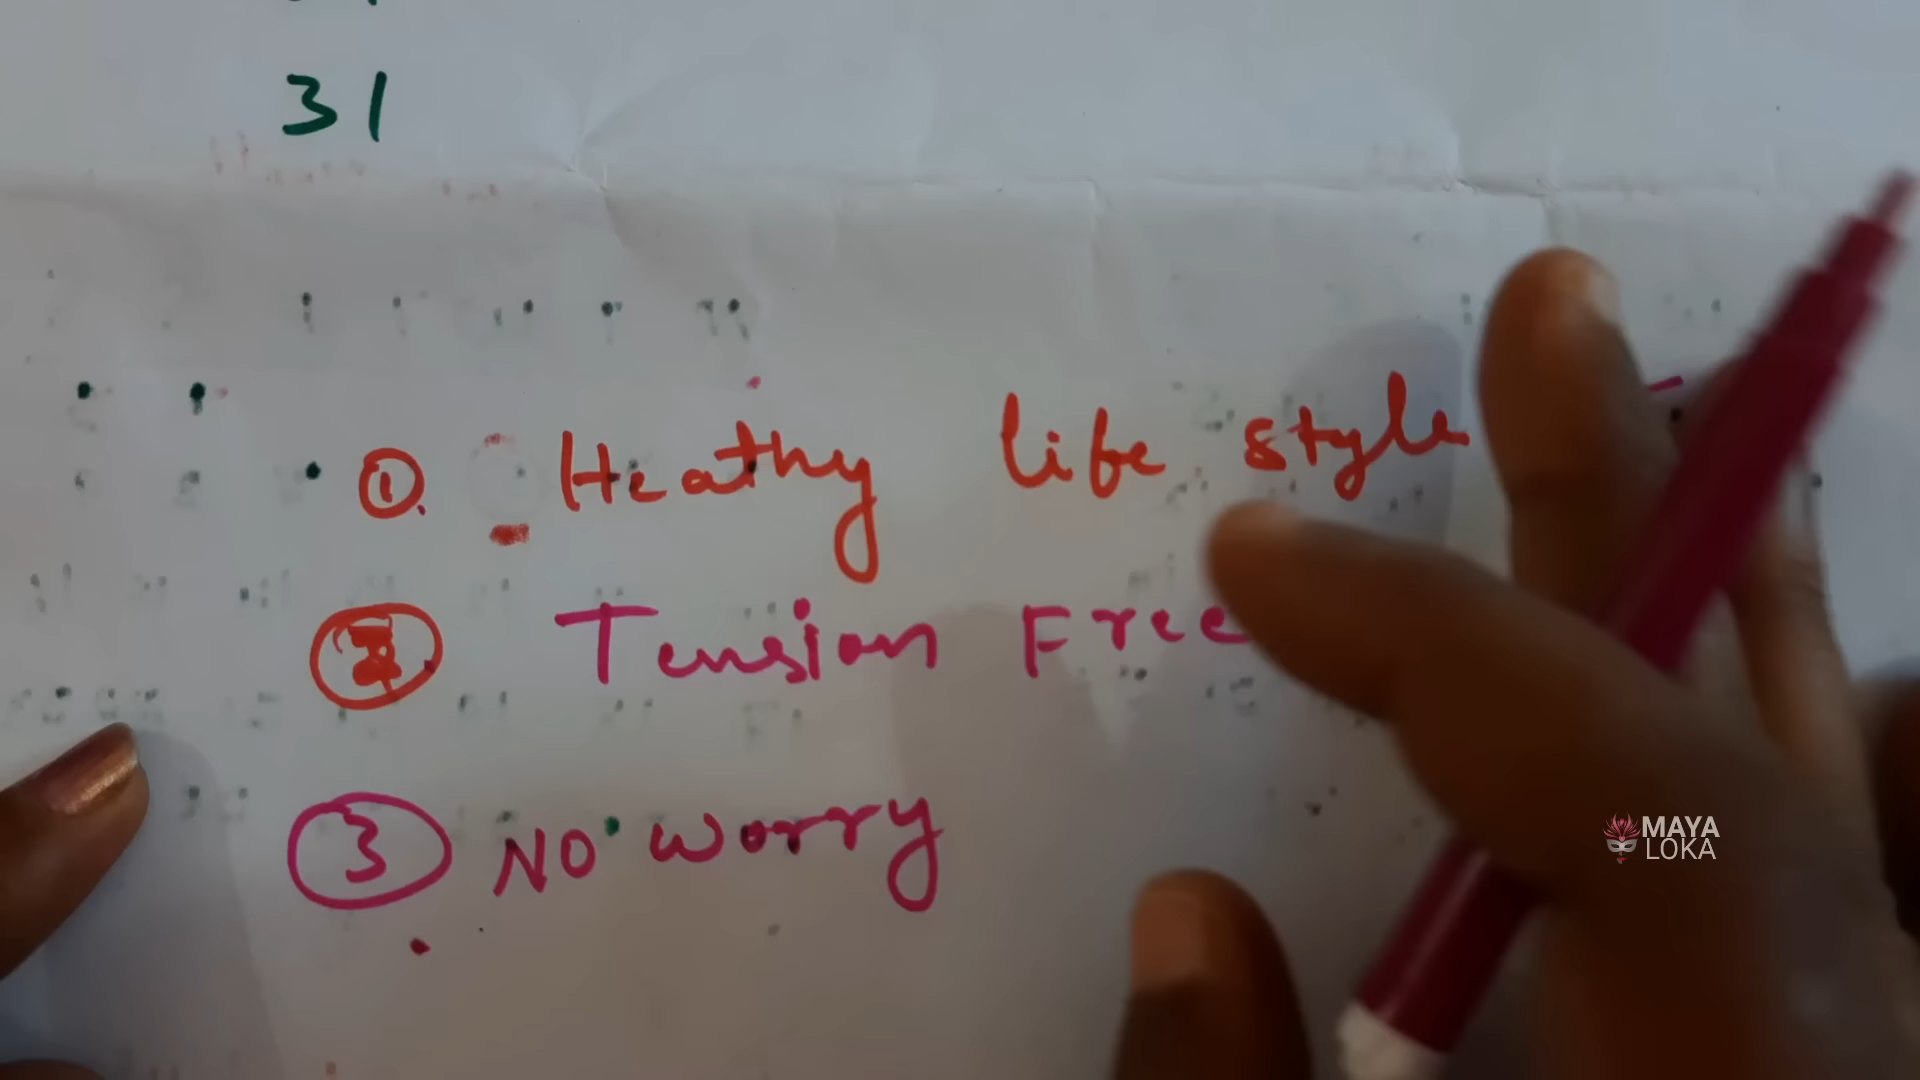 31
① Heathy life style
② Tension Free
③ NO worry
MAYA
LOKA